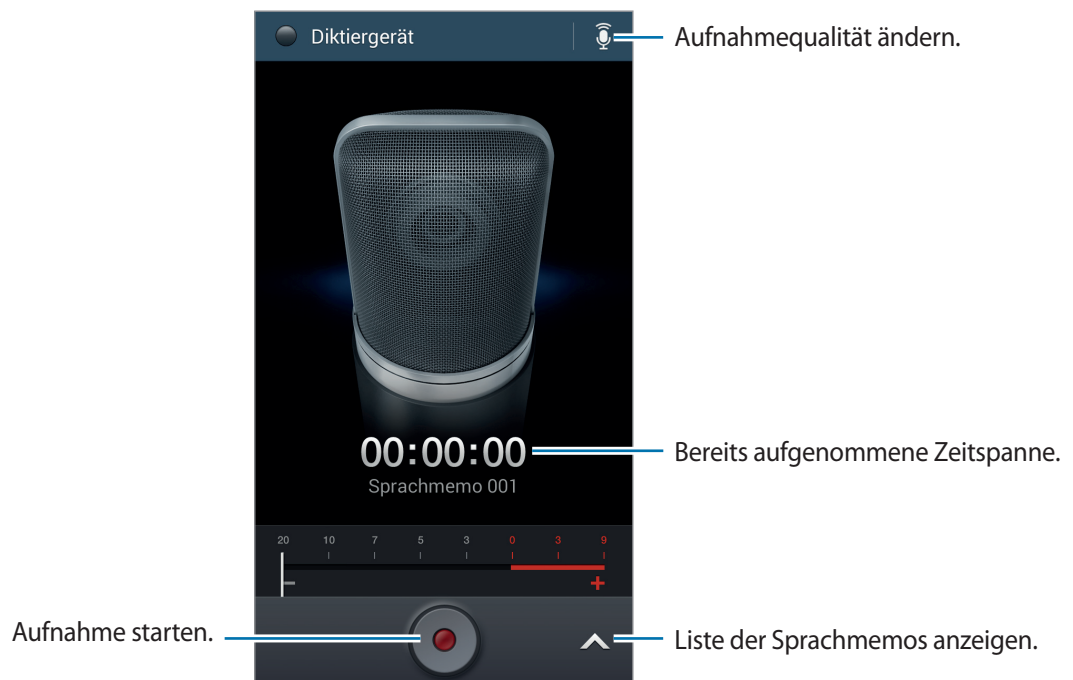 Diktiergerät
Aufnahmequalität ändern.
00:00:00
Bereits aufgenommene Zeitspanne.
Sprachmemo 001
20 10 7 5 3 0 3 9
− +
Aufnahme starten.
Liste der Sprachmemos anzeigen.